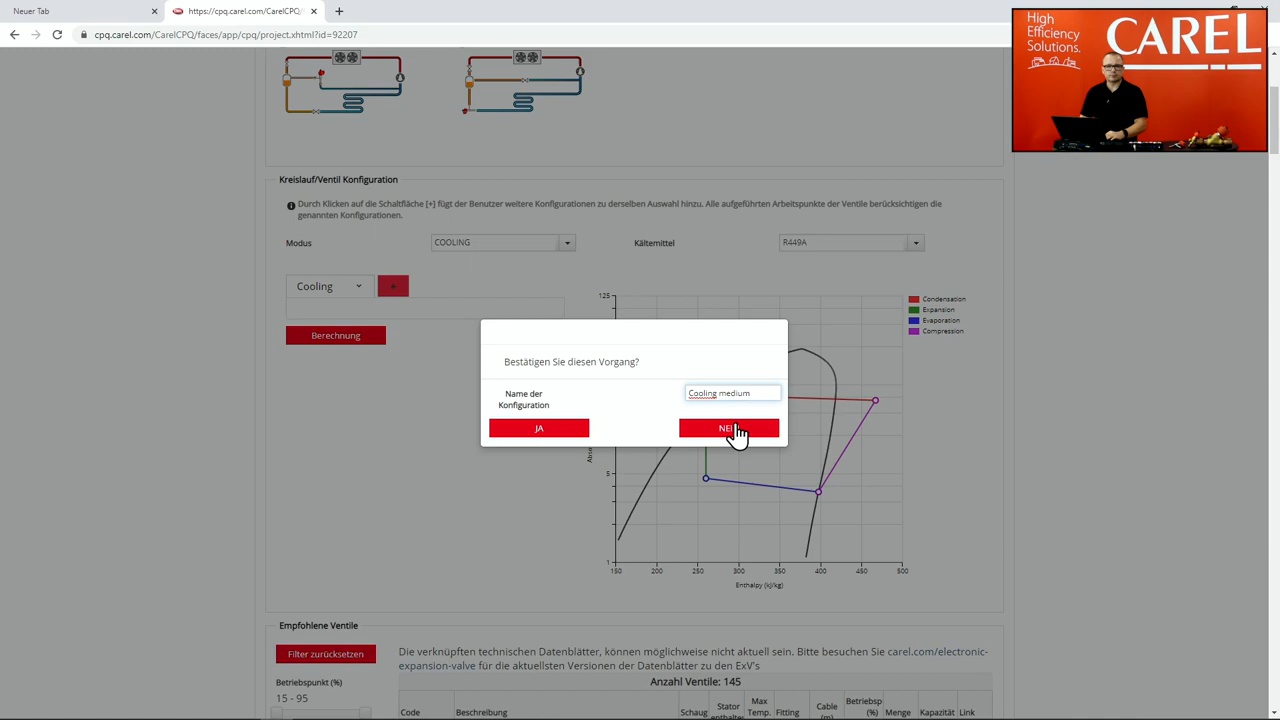 Neuer Tab
https://cpq.carel.com/CarelCPQ/f
cpq.carel.com/CarelCPQ/faces/app/cpq/project.xhtml?id=92207
High
Efficiency
Solutions.
CAREL
Kreislauf/Ventil Konfiguration
Durch Klicken auf die Schaltfläche [+] fügt der Benutzer weitere Konfigurationen zu derselben Auswahl hinzu. Alle aufgeführten Arbeitspunkte der Ventile berücksichtigen die
genannten Konfigurationen.
Modus
COOLING
Kältemittel
R449A
Cooling
+
Berechnung
Bestätigen Sie diesen Vorgang?
Name der
Konfiguration
Cooling medium
JA
NEI
125
5
1
150
200
250
300
350
400
450
500
Enthalpy (kj/kg)
Absu
Condensation
Expansion
Evaporation
Compression
Empfohlene Ventile
Filter zurücksetzen
Betriebspunkt (%)
15 - 95
Die verknüpften technischen Datenblätter, können möglichweise nicht aktuell sein. Bitte besuchen Sie carel.com/electronic-
expansion-valve für die aktuellsten Versionen der Datenblätter zu den ExV's
Anzahl Ventile: 145
Code
Beschreibung
Schaug
Stator
enthalten
Max
Temp.
Fitting
Cable
(m)
Betriebsp
(%)
Menge
Kapazität
Link